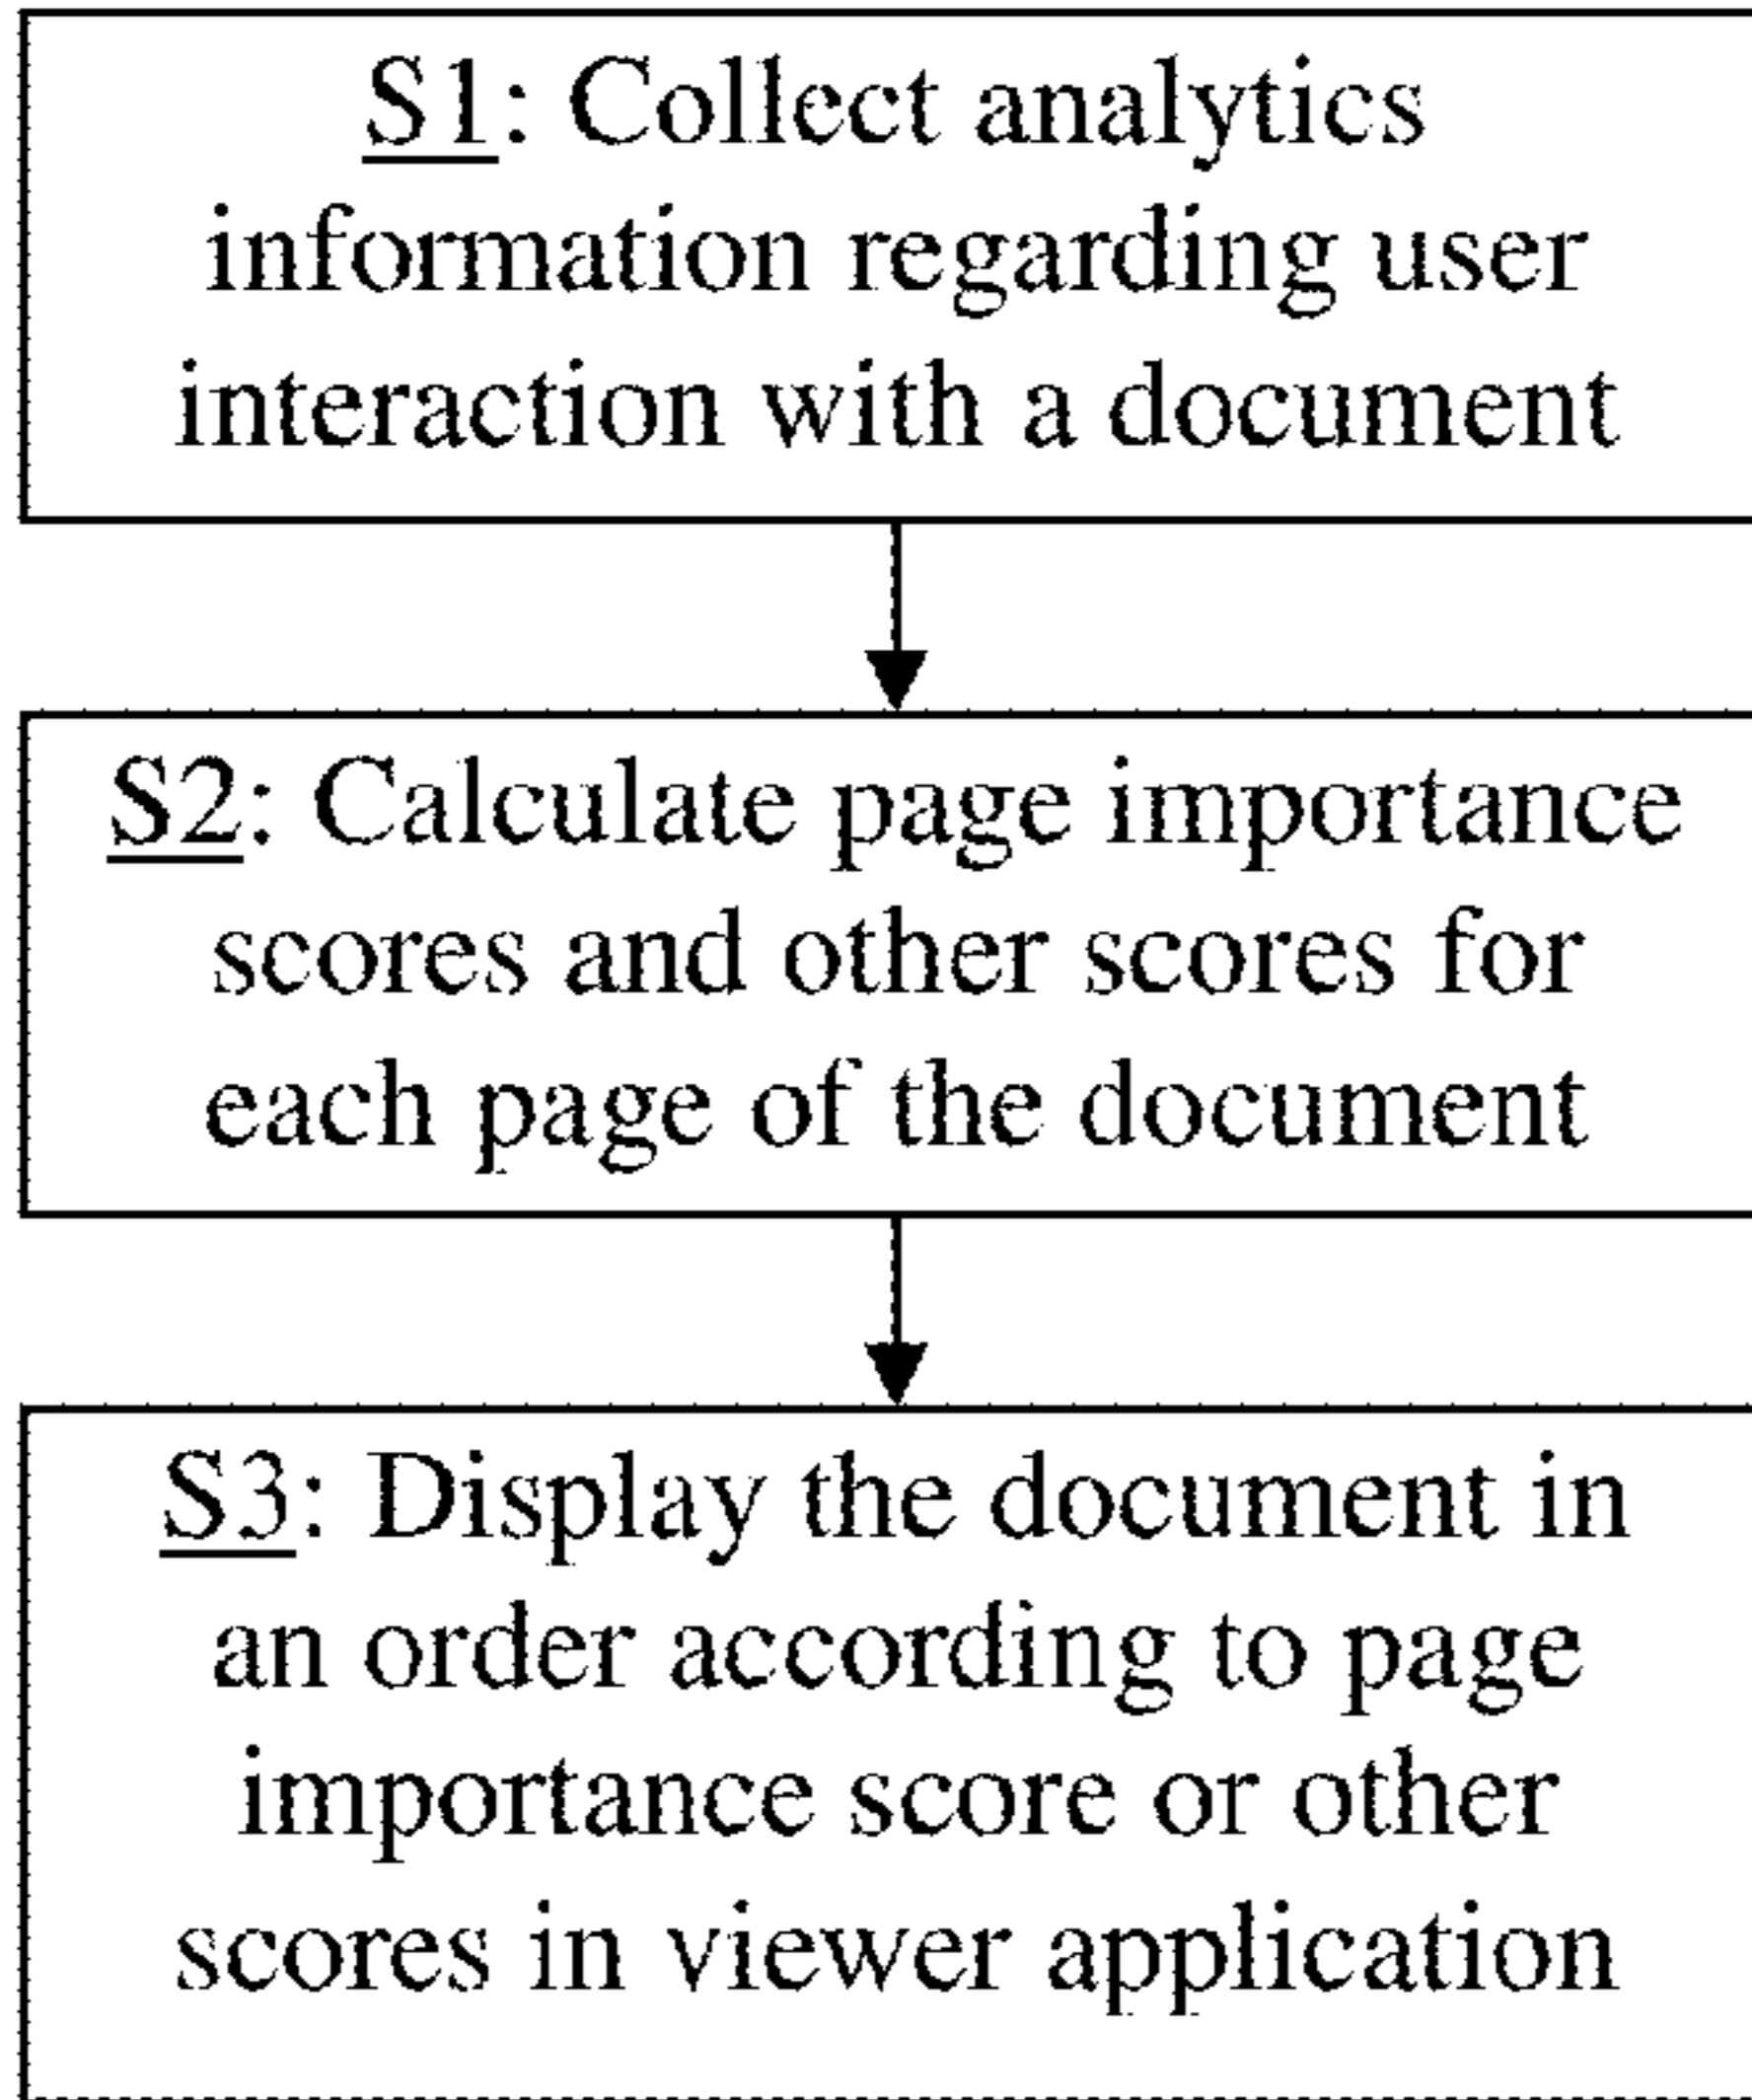 S1: Collect analytics
information regarding user
interaction with a document
S2: Calculate page importance
scores and other scores for
each page of the document
S3: Display the document in
an order according to page
importance score or other
scores in viewer application